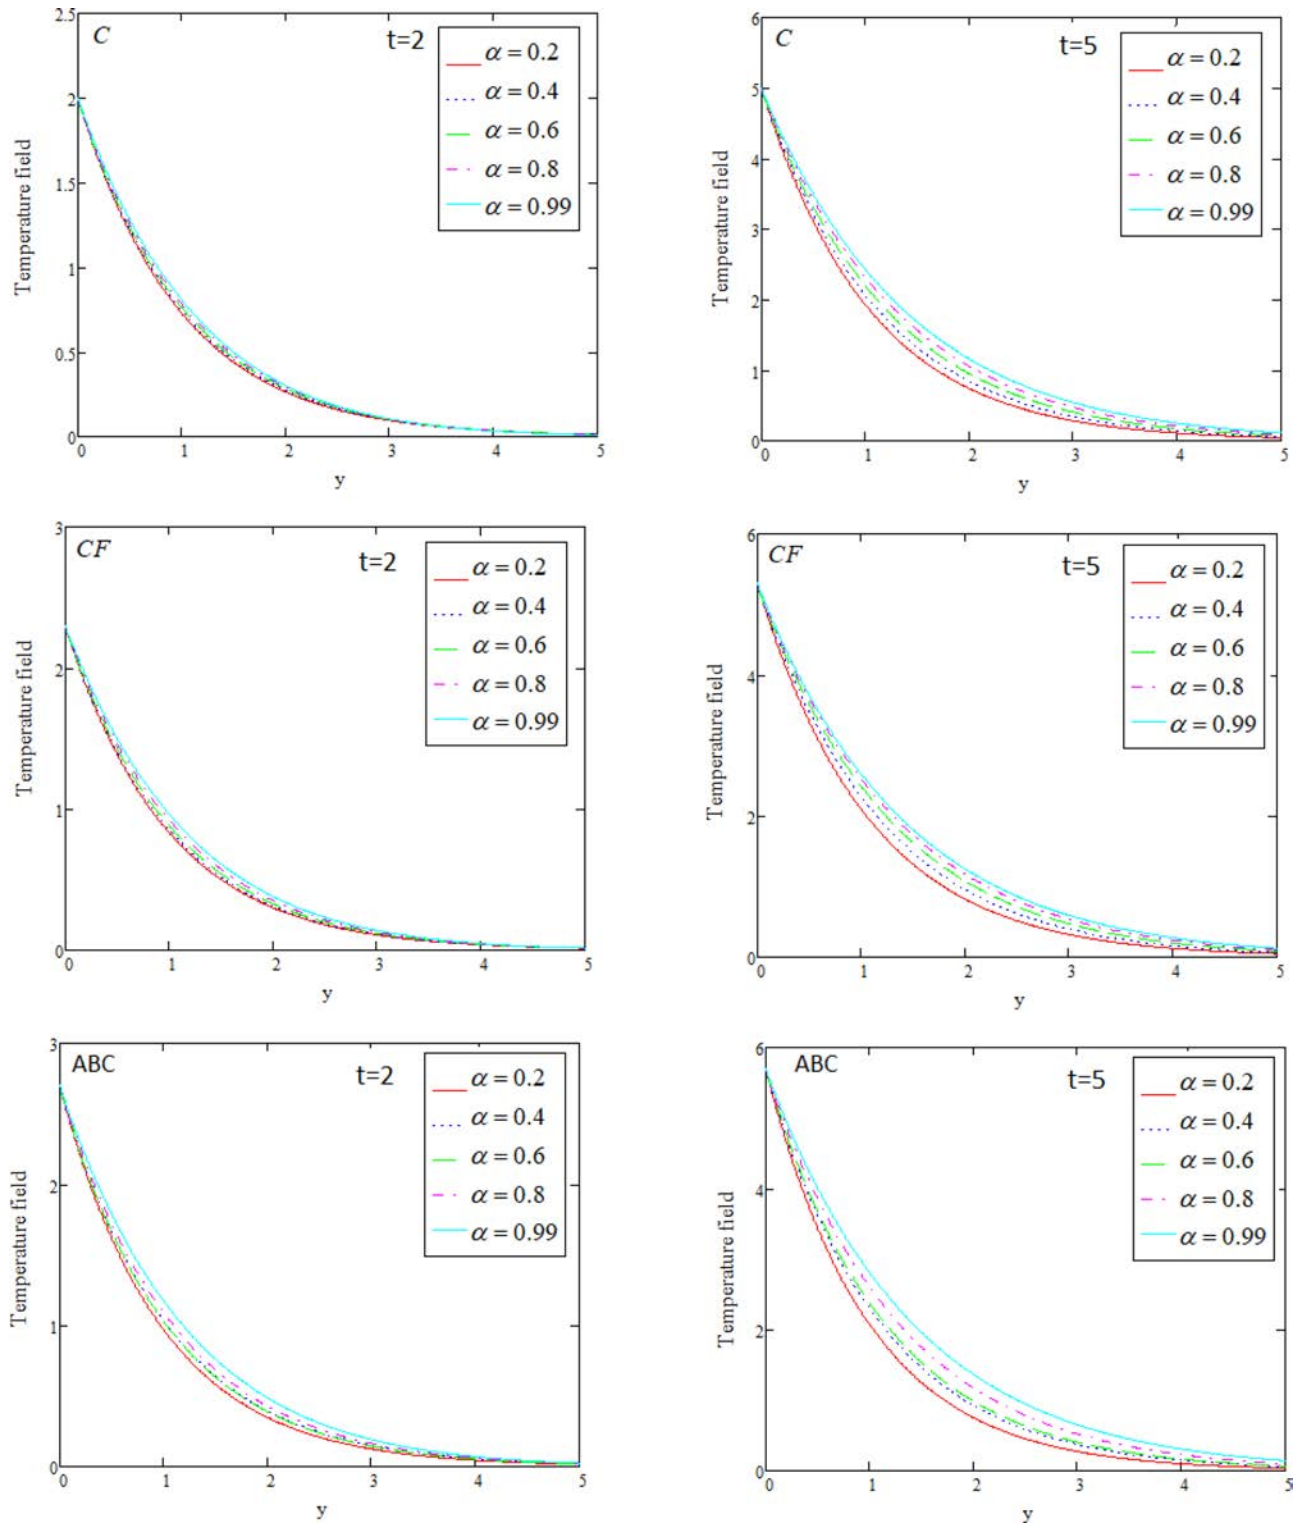 C
t=2
α = 0.2
α = 0.4
α = 0.6
α = 0.8
α = 0.99
Temperature field
2.5
2
1.5
1
0.5
0
0 1 2 3 4 5
y
C
t=5
α = 0.2
α = 0.4
α = 0.6
α = 0.8
α = 0.99
Temperature field
6
5
4
3
2
1
0
0 1 2 3 4 5
y
CF
t=2
α = 0.2
α = 0.4
α = 0.6
α = 0.8
α = 0.99
Temperature field
3
2
1
0
0 1 2 3 4 5
y
CF
t=5
α = 0.2
α = 0.4
α = 0.6
α = 0.8
α = 0.99
Temperature field
6
4
2
0
0 1 2 3 4 5
y
ABC
t=2
α = 0.2
α = 0.4
α = 0.6
α = 0.8
α = 0.99
Temperature field
3
2
1
0
0 1 2 3 4 5
y
ABC
t=5
α = 0.2
α = 0.4
α = 0.6
α = 0.8
α = 0.99
Temperature field
6
4
2
0
0 1 2 3 4 5
y